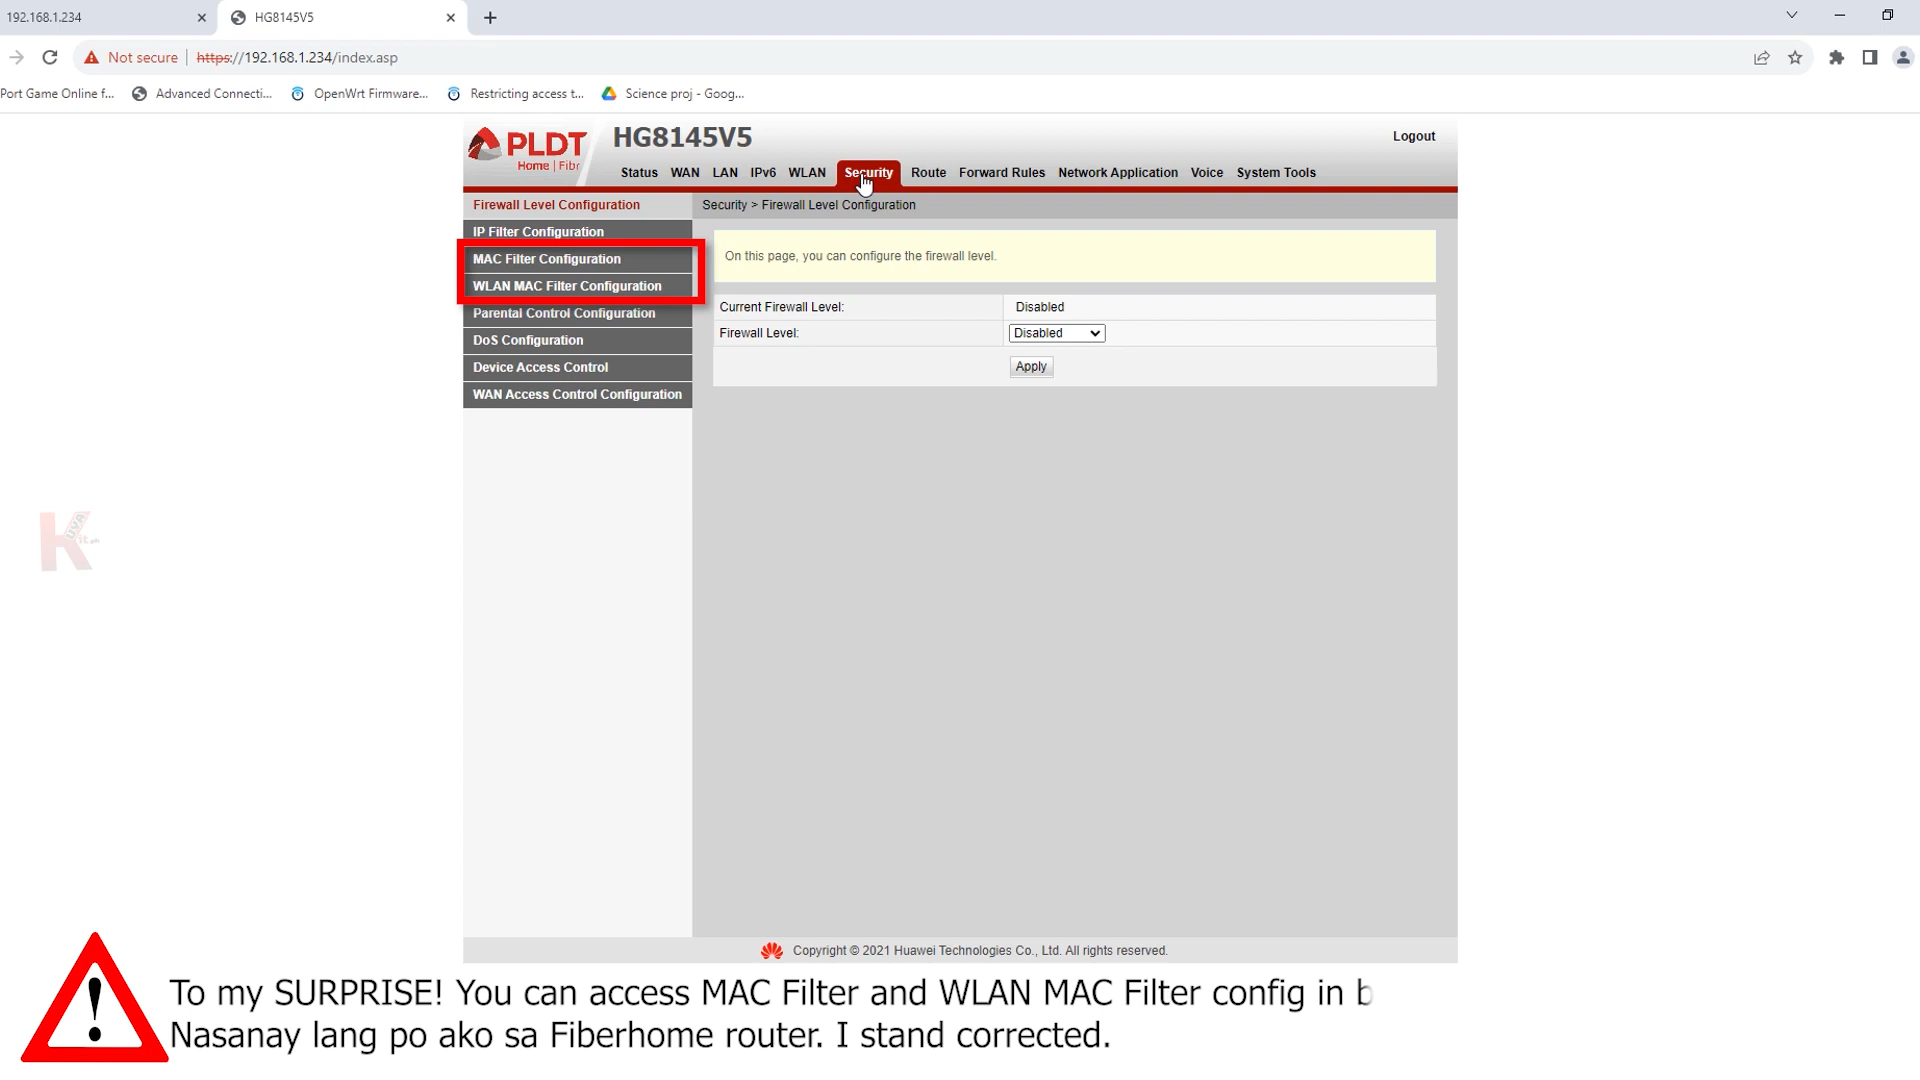 192.168.1.234
HG8145V5
Not secure
https://192.168.1.234/index.asp
Port Game Online f...
Advanced Connecti...
OpenWrt Firmware...
Restricting access t...
Science proj - Goog...
PLDT
Home | Fibr
HG8145V5
Logout
Status WAN LAN IPv6 WLAN Security Route Forward Rules Network Application Voice System Tools
Firewall Level Configuration
IP Filter Configuration
MAC Filter Configuration
WLAN MAC Filter Configuration
Parental Control Configuration
DoS Configuration
Device Access Control
WAN Access Control Configuration
Security > Firewall Level Configuration
On this page, you can configure the firewall level.
Current Firewall Level: Disabled
Firewall Level: Disabled
Apply
Copyright © 2021 Huawei Technologies Co., Ltd. All rights reserved.
To my SURPRISE! You can access MAC Filter and WLAN MAC Filter config in
Nasanay lang po ako sa Fiberhome router. I stand corrected.